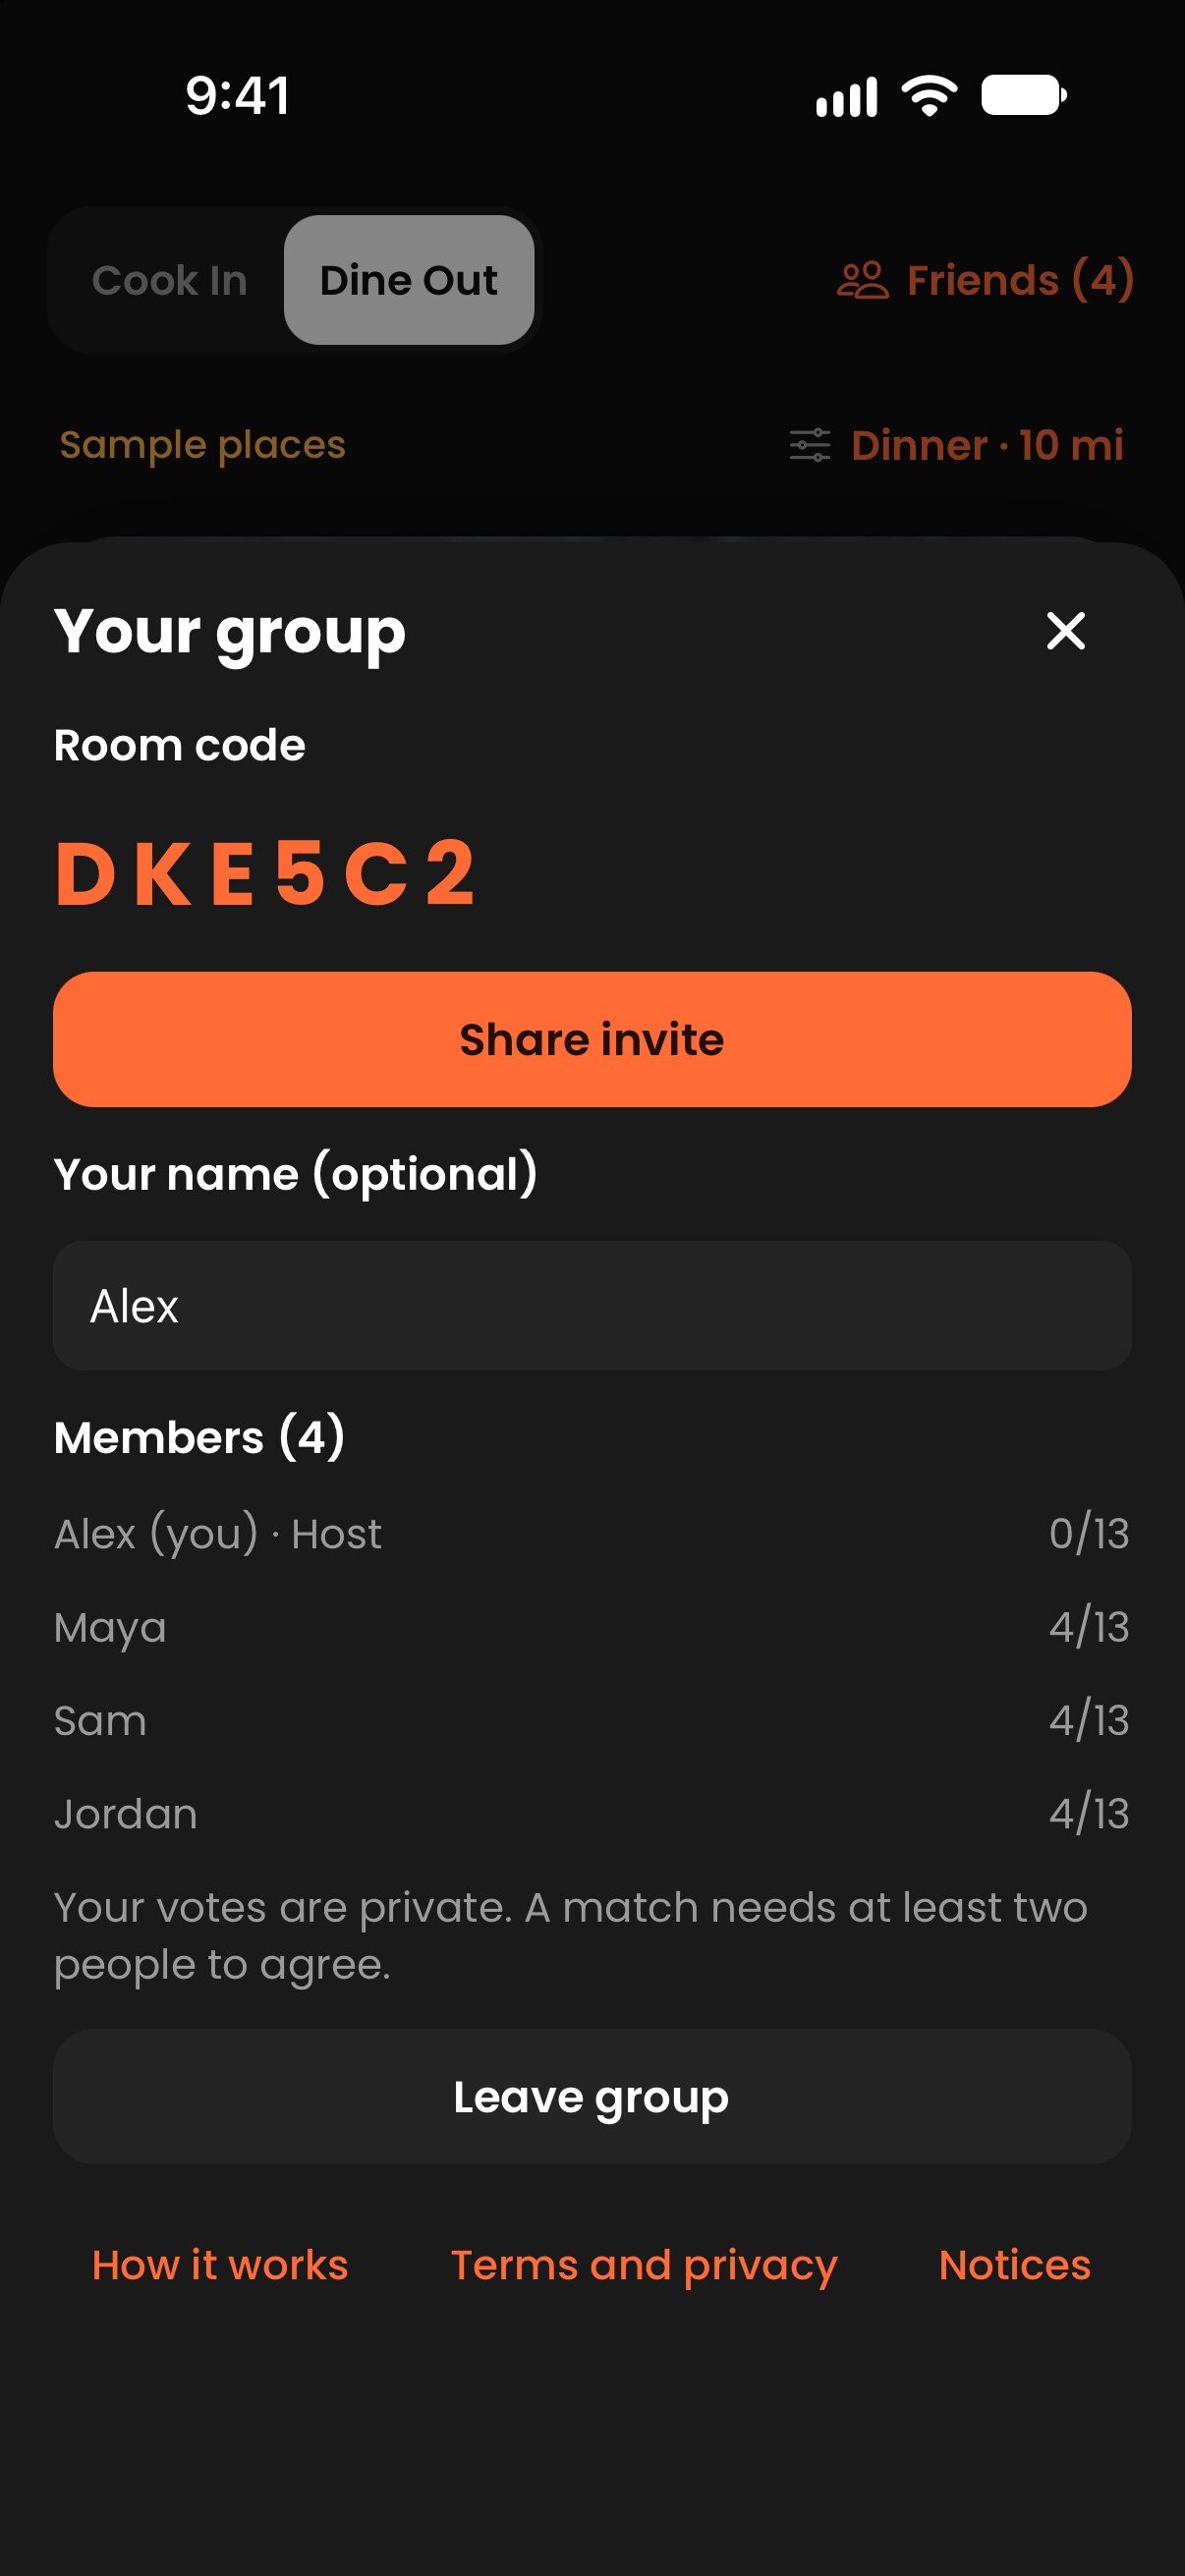 9:41
Cook In
Dine Out
Friends (4)
Sample places
Dinner · 10 mi
Your group
Room code
DKE5C2
Share invite
Your name (optional)
Alex
Members (4)
Alex (you) · Host
0/13
Maya
4/13
Sam
4/13
Jordan
4/13
Your votes are private. A match needs at least two
people to agree.
Leave group
How it works
Terms and privacy
Notices